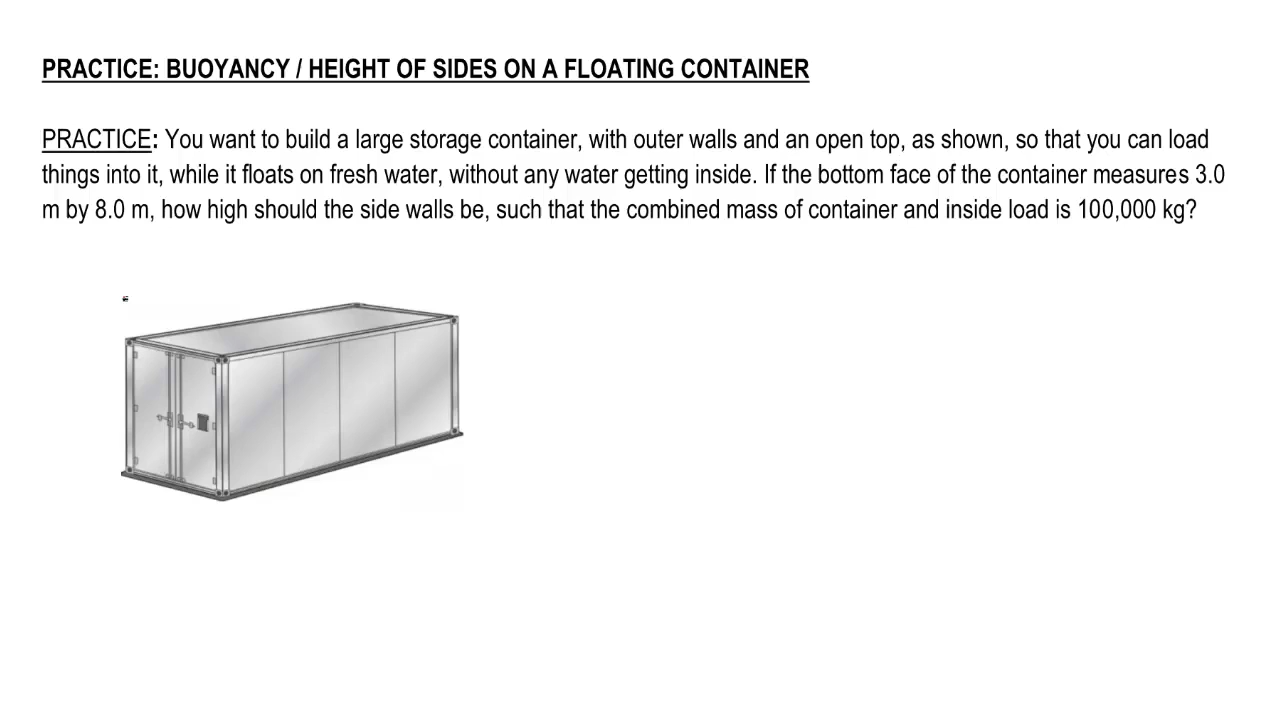 PRACTICE: BUOYANCY / HEIGHT OF SIDES ON A FLOATING CONTAINER
PRACTICE: You want to build a large storage container, with outer walls and an open top, as shown, so that you can load
things into it, while it floats on fresh water, without any water getting inside. If the bottom face of the container measures 3.0
m by 8.0 m, how high should the side walls be, such that the combined mass of container and inside load is 100,000 kg?